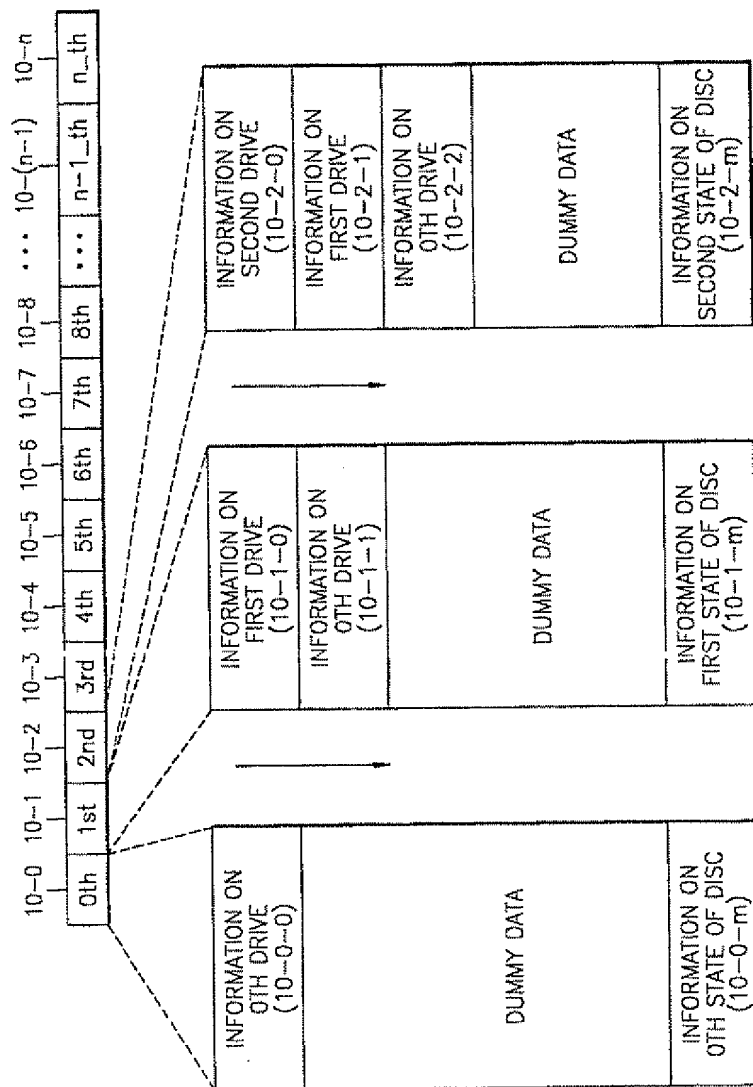 10-0 10-1 10-2 10-3 10-4 10-5 10-6 10-7 10-8 ... 10-(n-1) 10-n
0th 1st 2nd 3rd 4th 5th 6th 7th 8th ... n-1_th n_th
INFORMATION ON
0TH DRIVE
(10-0-0)
DUMMY DATA
INFORMATION ON
0TH STATE OF DISC
(10-0-m)
INFORMATION ON
FIRST DRIVE
(10-1-0)
INFORMATION ON
0TH DRIVE
(10-1-1)
DUMMY DATA
INFORMATION ON
FIRST STATE OF DISC
(10-1-m)
INFORMATION ON
SECOND DRIVE
(10-2-0)
INFORMATION ON
FIRST DRIVE
(10-2-1)
INFORMATION ON
0TH DRIVE
(10-2-2)
DUMMY DATA
INFORMATION ON
SECOND STATE OF DISC
(10-2-m)